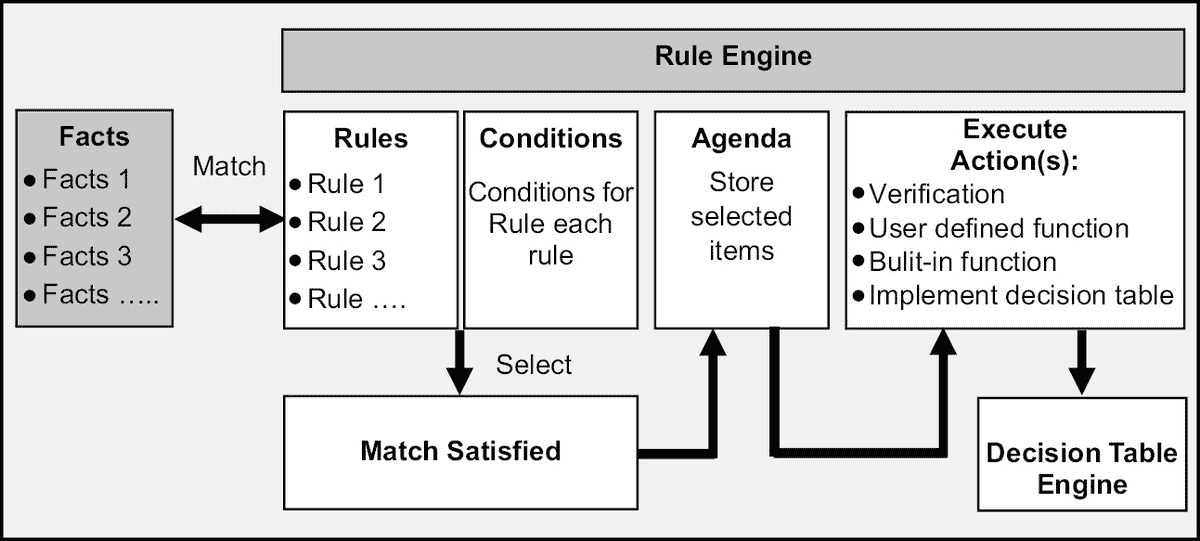 Rule Engine
Facts
• Facts 1
• Facts 2
• Facts 3
• Facts …..
Match
Rules
• Rule 1
• Rule 2
• Rule 3
• Rule ….
Conditions
Conditions for
Rule each
rule
Agenda
Store
selected
items
Execute
Action(s):
• Verification
• User defined function
• Bulit-in function
• Implement decision table
Select
Match Satisfied
Decision Table
Engine